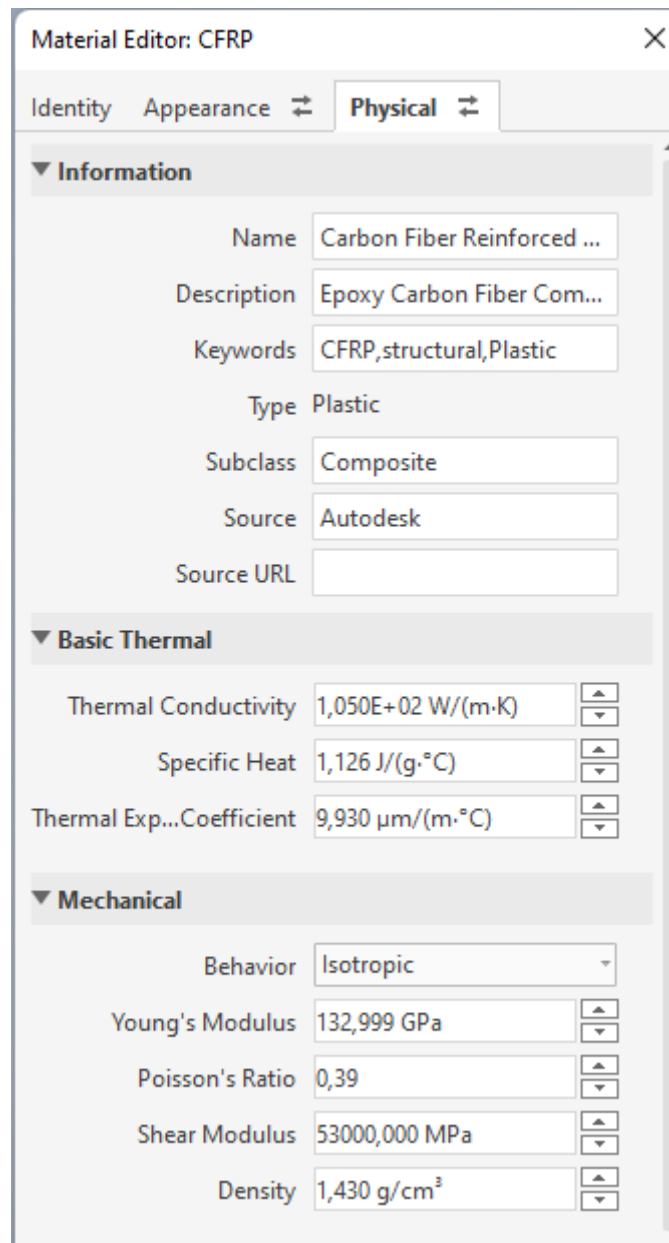 Material Editor: CFRP
Identity Appearance Physical
Information
Name Carbon Fiber Reinforced ...
Description Epoxy Carbon Fiber Com...
Keywords CFRP,structural,Plastic
Type Plastic
Subclass Composite
Source Autodesk
Source URL
Basic Thermal
Thermal Conductivity 1,050E+02 W/(m·K)
Specific Heat 1,126 J/(g·°C)
Thermal Exp...Coefficient 9,930 µm/(m·°C)
Mechanical
Behavior Isotropic
Young's Modulus 132,999 GPa
Poisson's Ratio 0,39
Shear Modulus 53000,000 MPa
Density 1,430 g/cm³